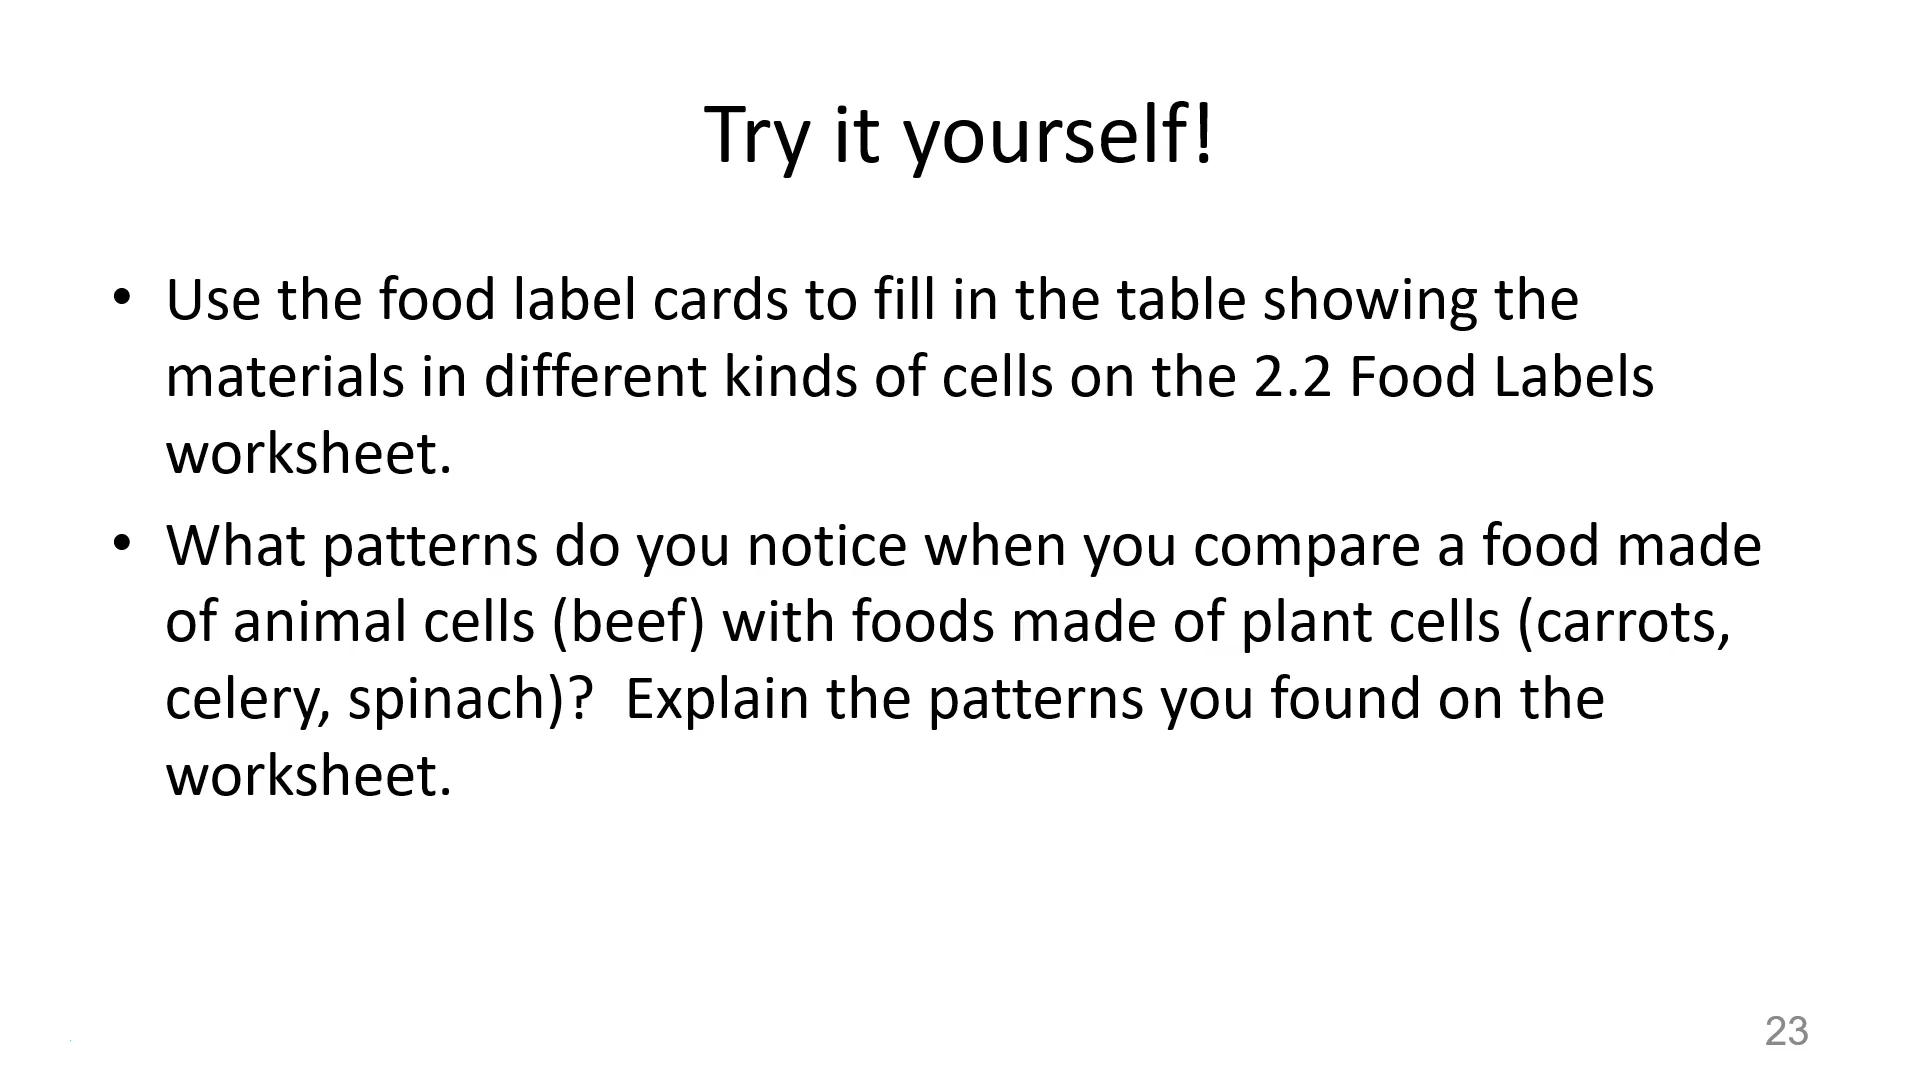 Try it yourself!
• Use the food label cards to fill in the table showing the
materials in different kinds of cells on the 2.2 Food Labels
worksheet.
• What patterns do you notice when you compare a food made
of animal cells (beef) with foods made of plant cells (carrots,
celery, spinach)?  Explain the patterns you found on the
worksheet.
23